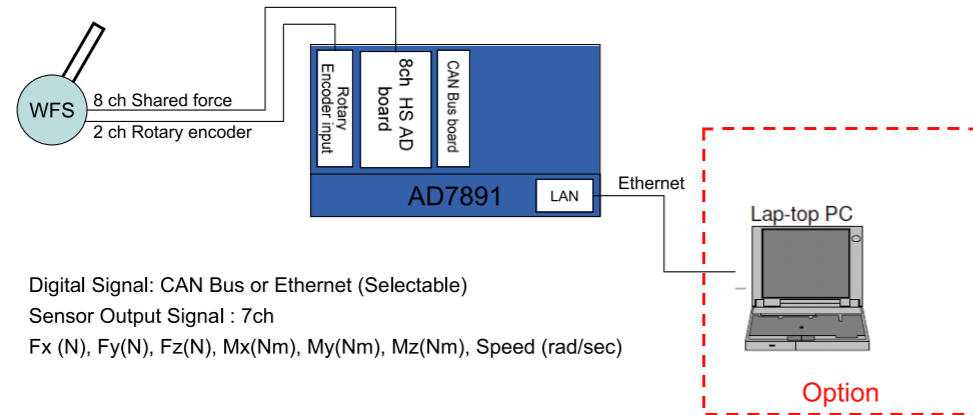 WFS
8 ch Shared force
2 ch Rotary encoder
Rotary
Encoder input
8ch HS AD
board
CAN Bus board
AD7891
LAN
Ethernet
Lap-top PC
Option
Digital Signal: CAN Bus or Ethernet (Selectable)
Sensor Output Signal : 7ch
Fx (N), Fy(N), Fz(N), Mx(Nm), My(Nm), Mz(Nm), Speed (rad/sec)